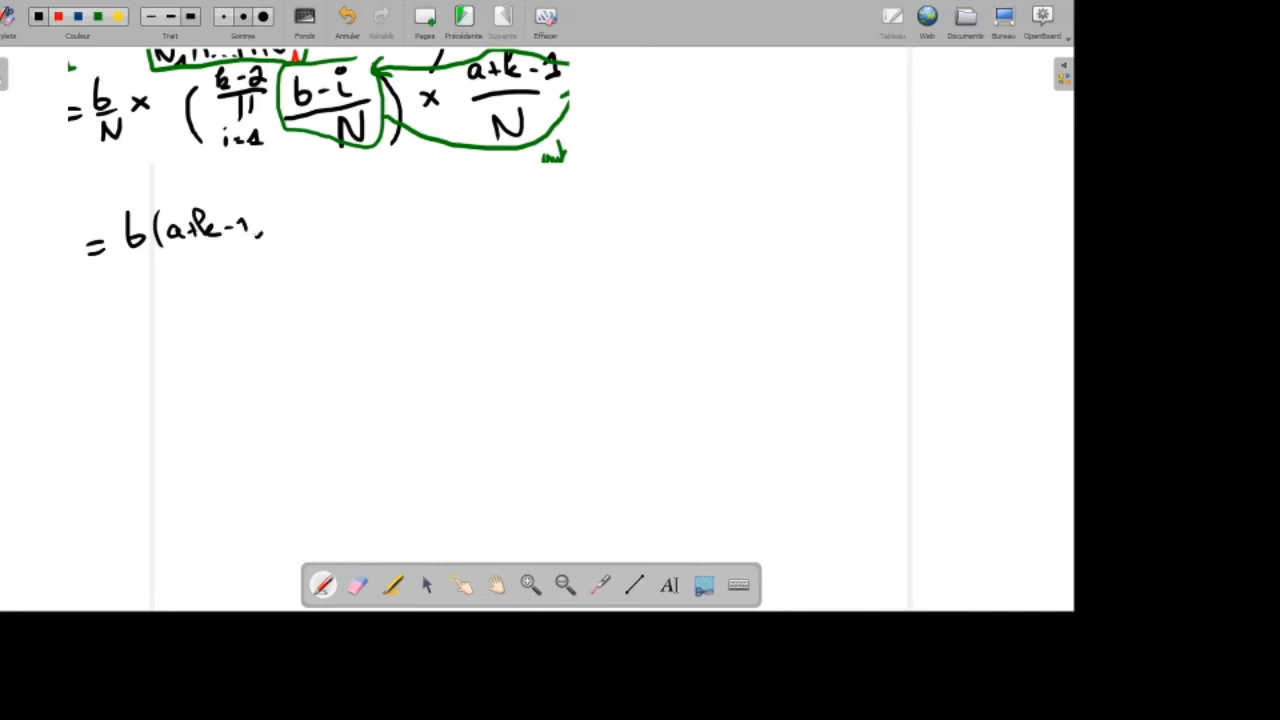 Stylets Couleur Trait Gomme Fonds Annuler Refaire Pages Précédente Suivante Effacer Tableau Web Documents Bureau OpenBoard
= b/N × ( k-2 ∏ i=1 b-i/N ) × a+k-1/N
= b(a+k-1